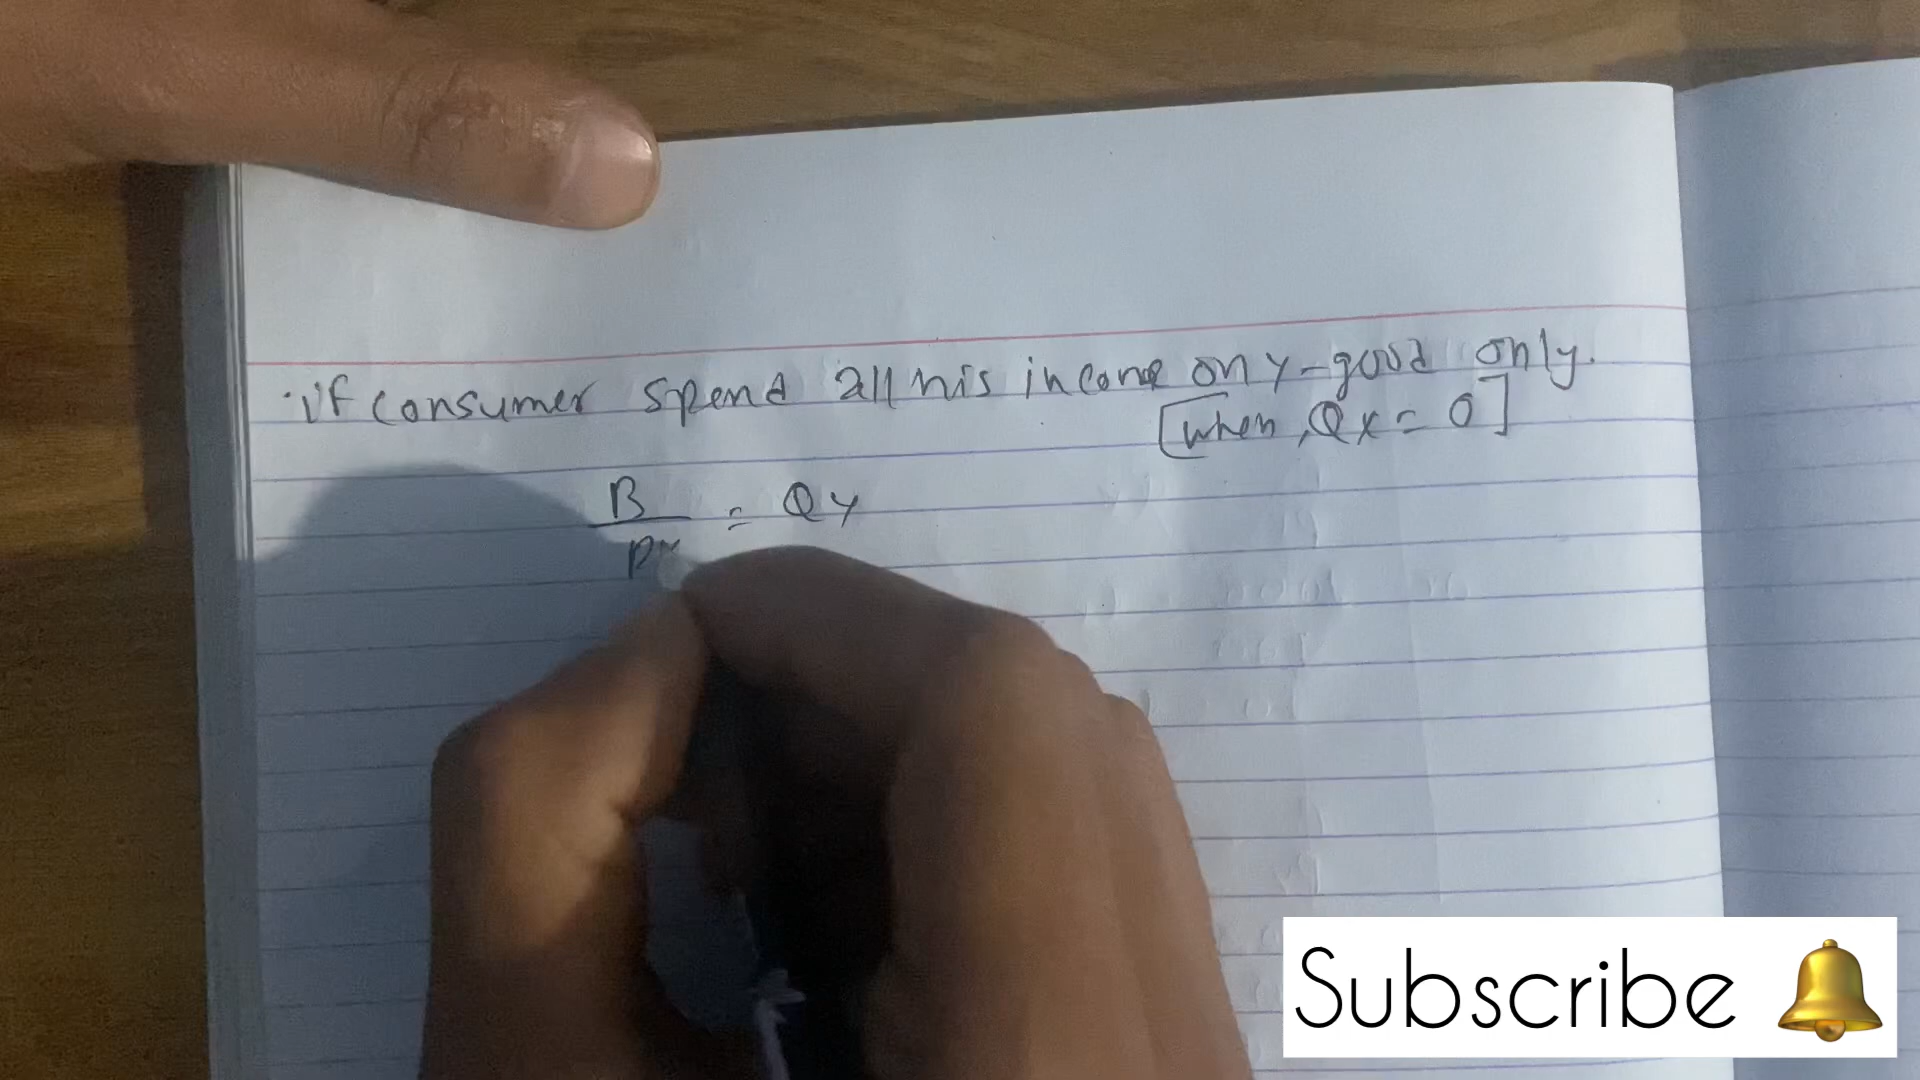 if consumer spend all his income on y-good only.
[when, Qx = 0]
B
= Qy
Subscribe